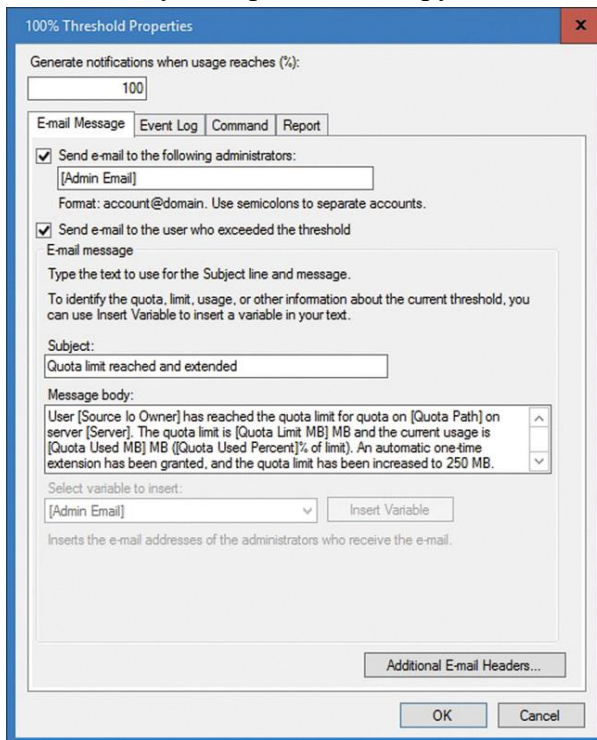 100% Threshold Properties
x
Generate notifications when usage reaches (%):
100
E-mail Message Event Log Command Report
Send e-mail to the following administrators:
[Admin Email]
Format: account@domain. Use semicolons to separate accounts.
Send e-mail to the user who exceeded the threshold
E-mail message
Type the text to use for the Subject line and message.
To identify the quota, limit, usage, or other information about the current threshold, you
can use Insert Variable to insert a variable in your text.
Subject:
Quota limit reached and extended
Message body:
User [Source Io Owner] has reached the quota limit for quota on [Quota Path] on
server [Server]. The quota limit is [Quota Limit MB] MB and the current usage is
[Quota Used MB] MB ([Quota Used Percent]% of limit). An automatic one-time
extension has been granted, and the quota limit has been increased to 250 MB.
Select variable to insert:
[Admin Email] Insert Variable
Inserts the e-mail addresses of the administrators who receive the e-mail.
Additional E-mail Headers...
OK Cancel